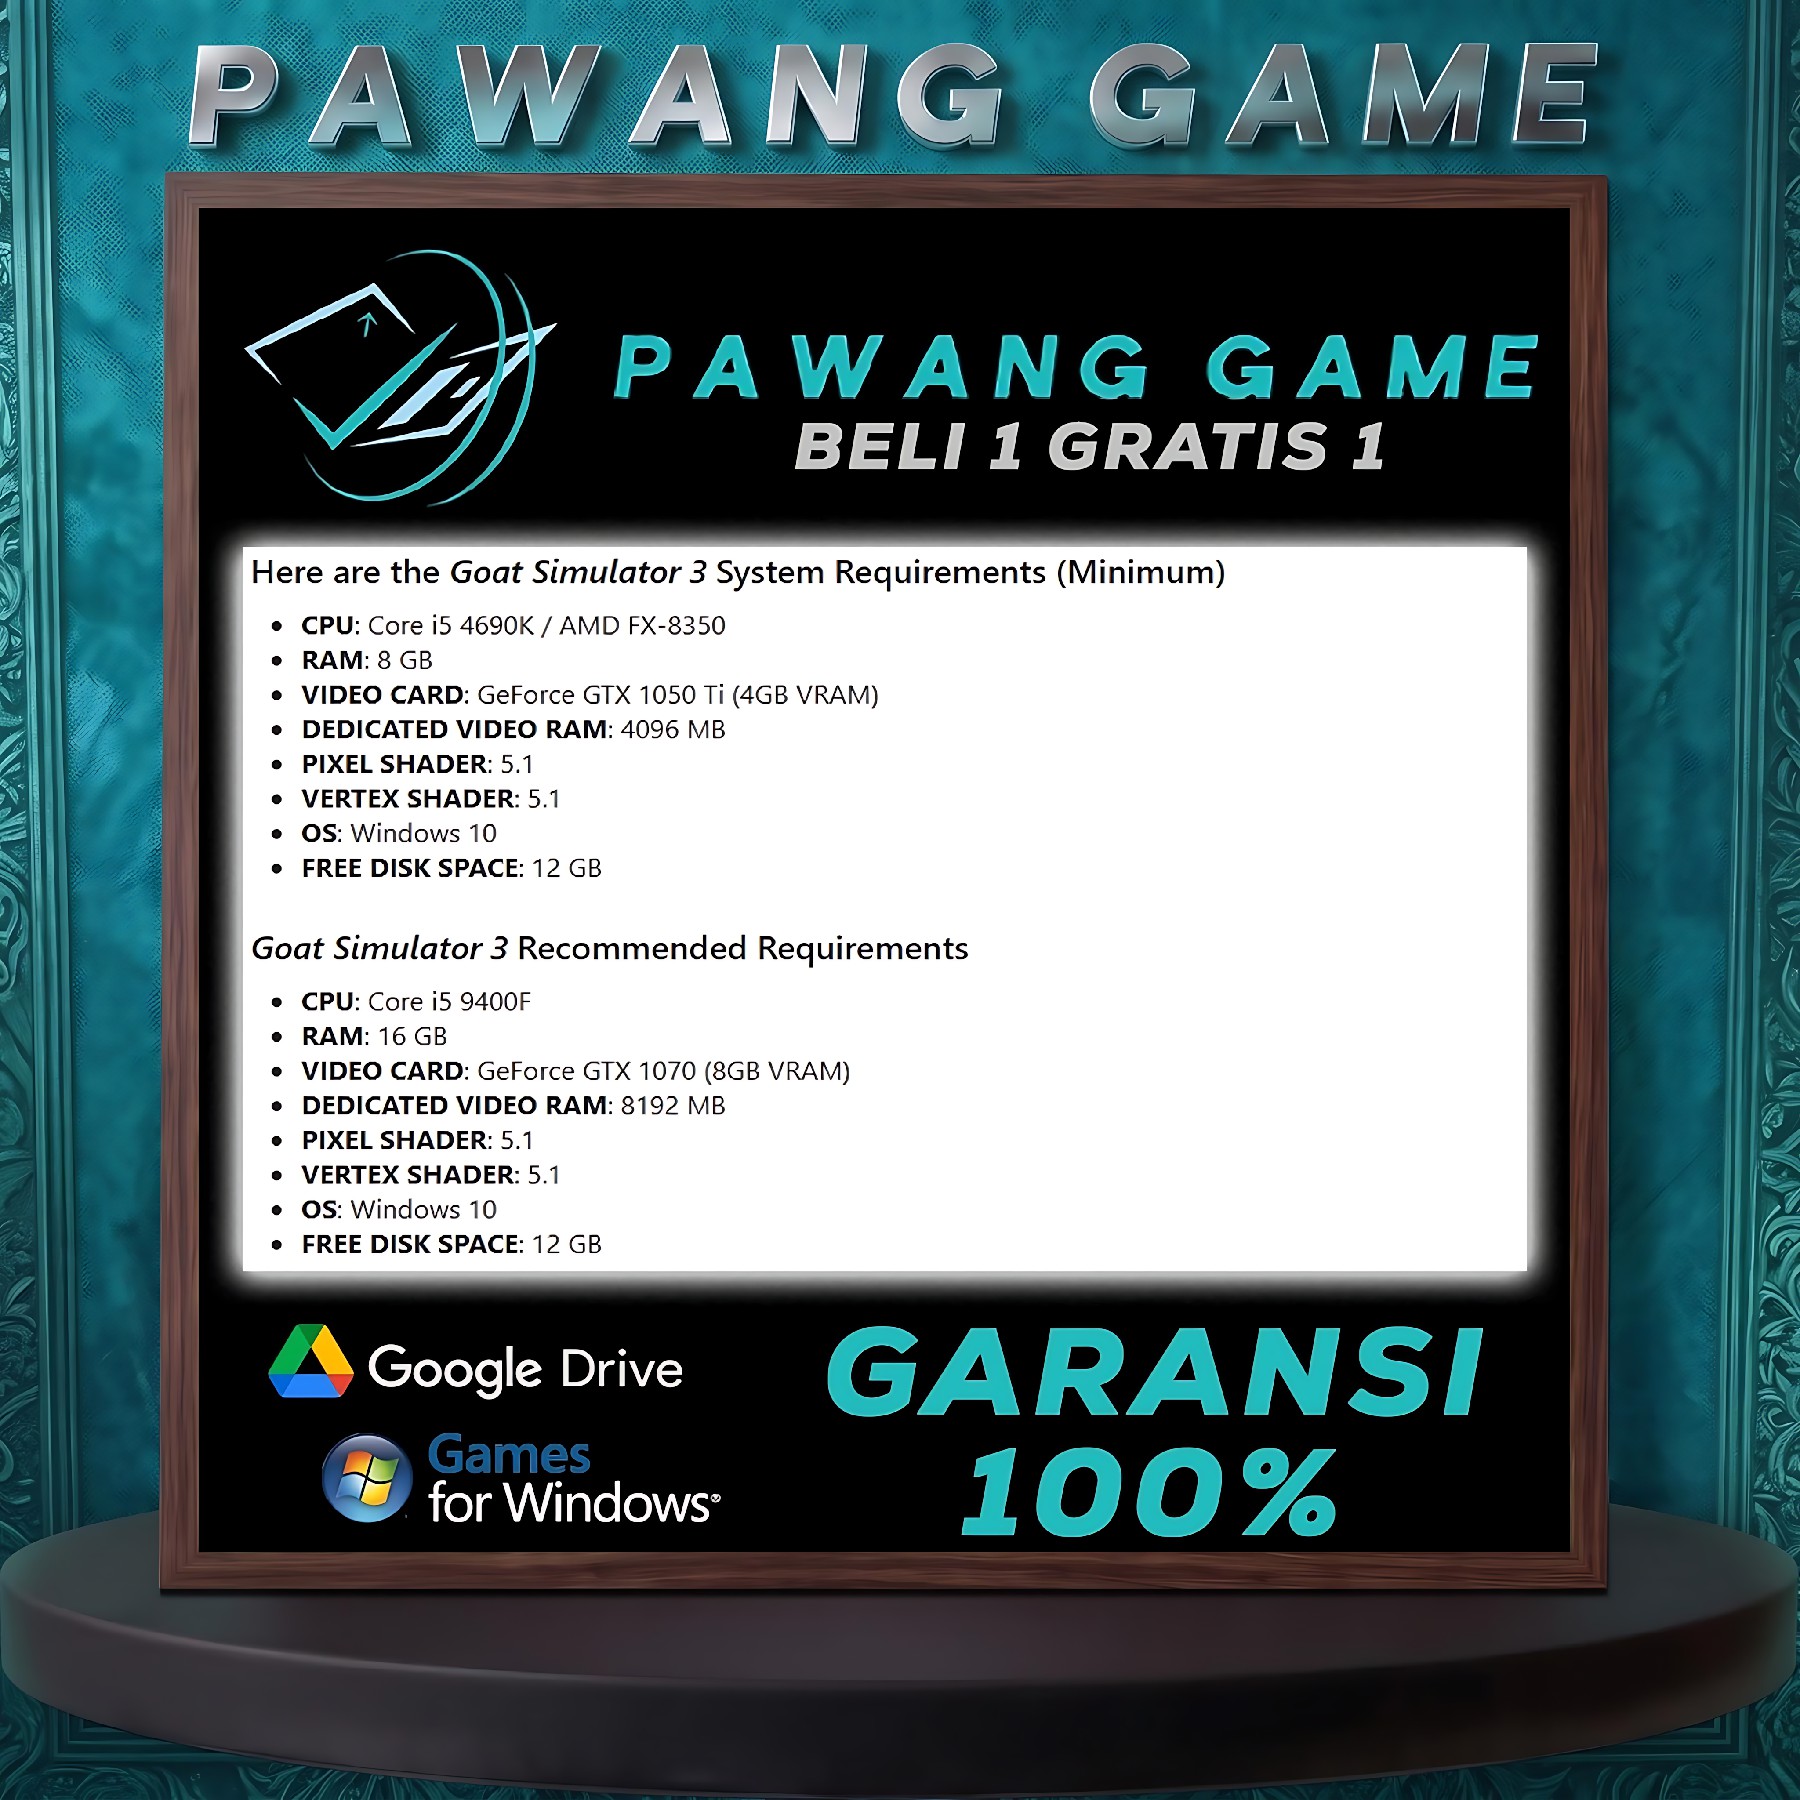 PAWANG GAME
PAWANG GAME
BELI 1 GRATIS 1
Here are the Goat Simulator 3 System Requirements (Minimum)
• CPU: Core i5 4690K / AMD FX-8350
• RAM: 8 GB
• VIDEO CARD: GeForce GTX 1050 Ti (4GB VRAM)
• DEDICATED VIDEO RAM: 4096 MB
• PIXEL SHADER: 5.1
• VERTEX SHADER: 5.1
• OS: Windows 10
• FREE DISK SPACE: 12 GB
Goat Simulator 3 Recommended Requirements
• CPU: Core i5 9400F
• RAM: 16 GB
• VIDEO CARD: GeForce GTX 1070 (8GB VRAM)
• DEDICATED VIDEO RAM: 8192 MB
• PIXEL SHADER: 5.1
• VERTEX SHADER: 5.1
• OS: Windows 10
• FREE DISK SPACE: 12 GB
Google Drive
Games
for Windows®
GARANSI
100%